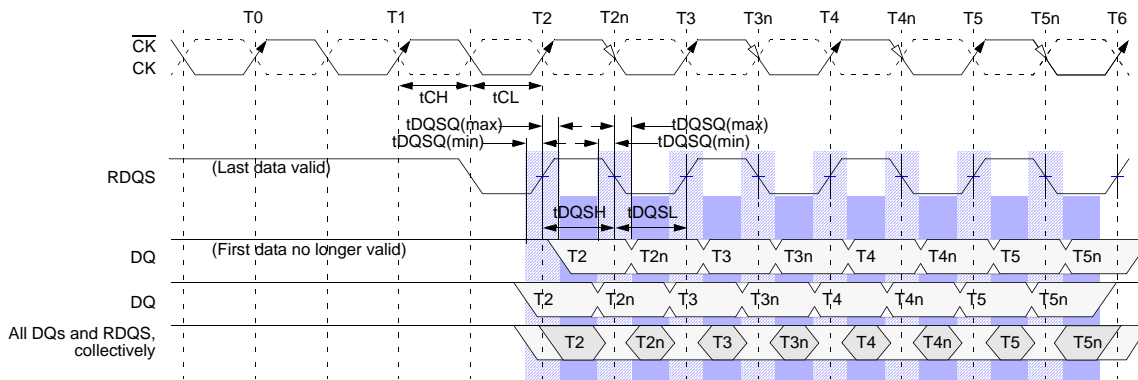 T0 T1 T2 T2n T3 T3n T4 T4n T5 T5n T6
CK
CK
tCH tCL
tDQSQ(max) tDQSQ(max)
tDQSQ(min) tDQSQ(min)
RDQS (Last data valid)
tDQSH tDQSL
DQ (First data no longer valid) T2 T2n T3 T3n T4 T4n T5 T5n
DQ T2 T2n T3 T3n T4 T4n T5 T5n
All DQs and RDQS,
collectively T2 T2n T3 T3n T4 T4n T5 T5n